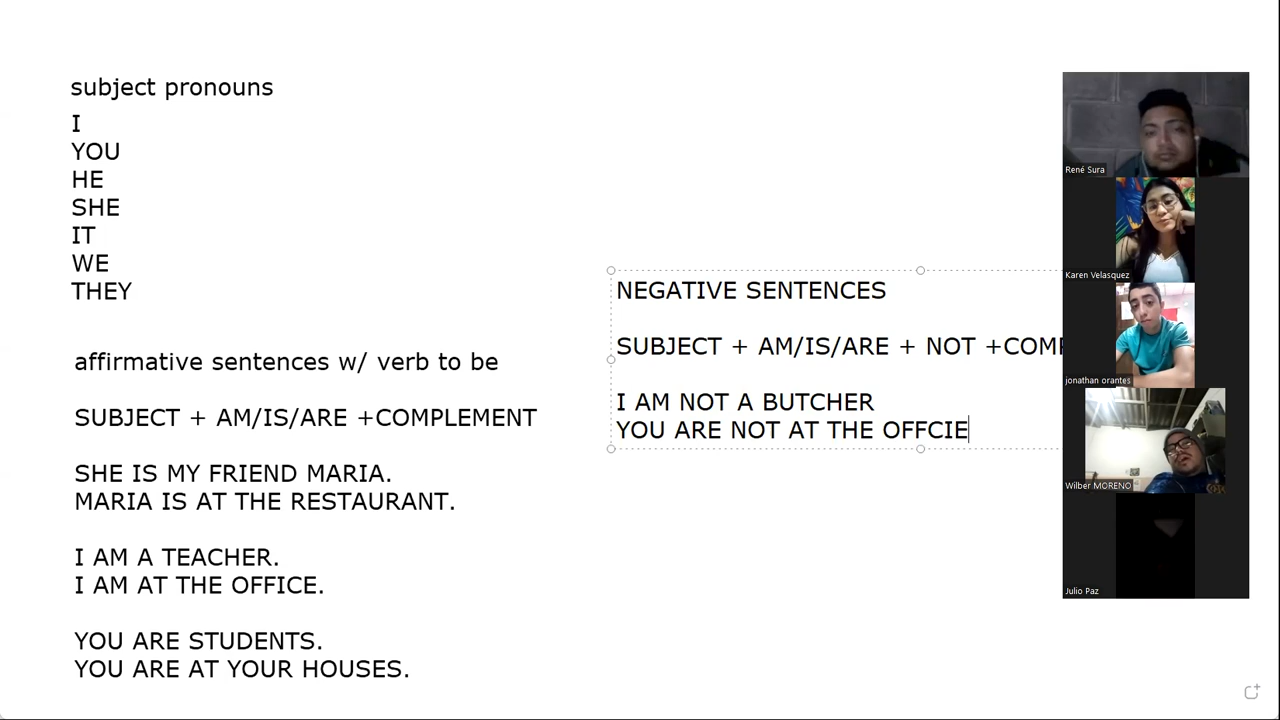 subject pronouns
I
YOU
HE
SHE
IT
WE
THEY
affirmative sentences w/ verb to be
SUBJECT + AM/IS/ARE +COMPLEMENT
SHE IS MY FRIEND MARIA.
MARIA IS AT THE RESTAURANT.
I AM A TEACHER.
I AM AT THE OFFICE.
YOU ARE STUDENTS.
YOU ARE AT YOUR HOUSES.
NEGATIVE SENTENCES
SUBJECT + AM/IS/ARE + NOT +COMP
I AM NOT A BUTCHER
YOU ARE NOT AT THE OFFCIE
René Sura
Karen Velasquez
jonathan orantes
Wilber MORENO
Julio Paz